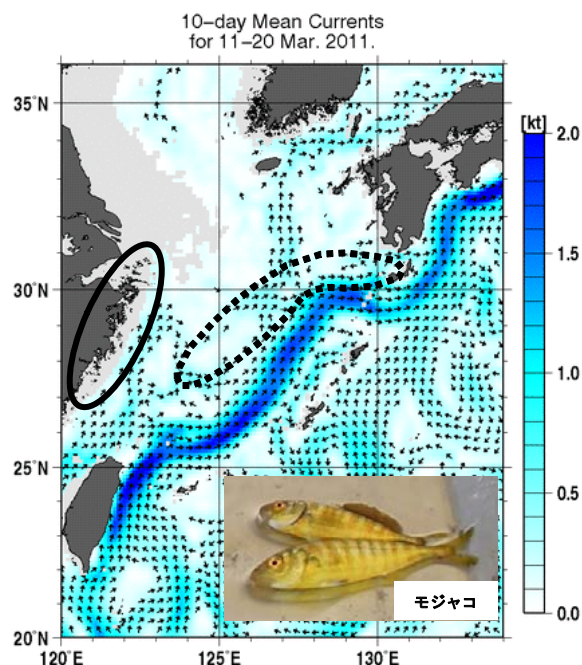 10–day Mean Currents
for 11–20 Mar. 2011.
35°N
30°N
25°N
20°N
120°E
125°E
130°E
[kt]
2.0
1.5
1.0
0.5
0.0
モジャコ